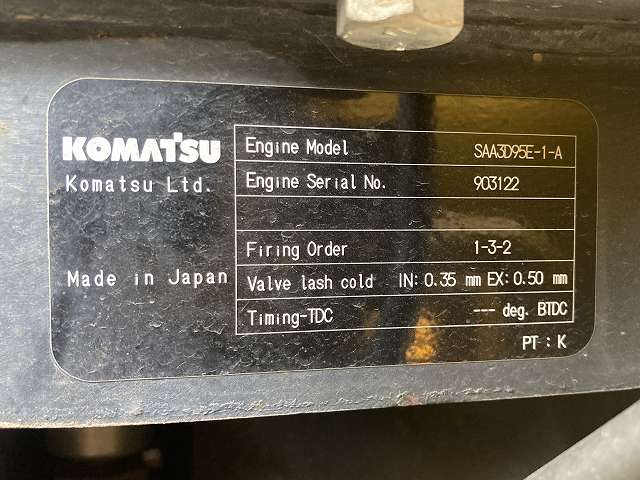 KOMATSU
Komatsu Ltd.
Made in Japan
Engine Model SAA3D95E-1-A
Engine Serial No. 903122
Firing Order 1-3-2
Valve lash cold IN: 0.35 mm EX: 0.50 mm
Timing-TDC --- deg. BTDC
PT : K